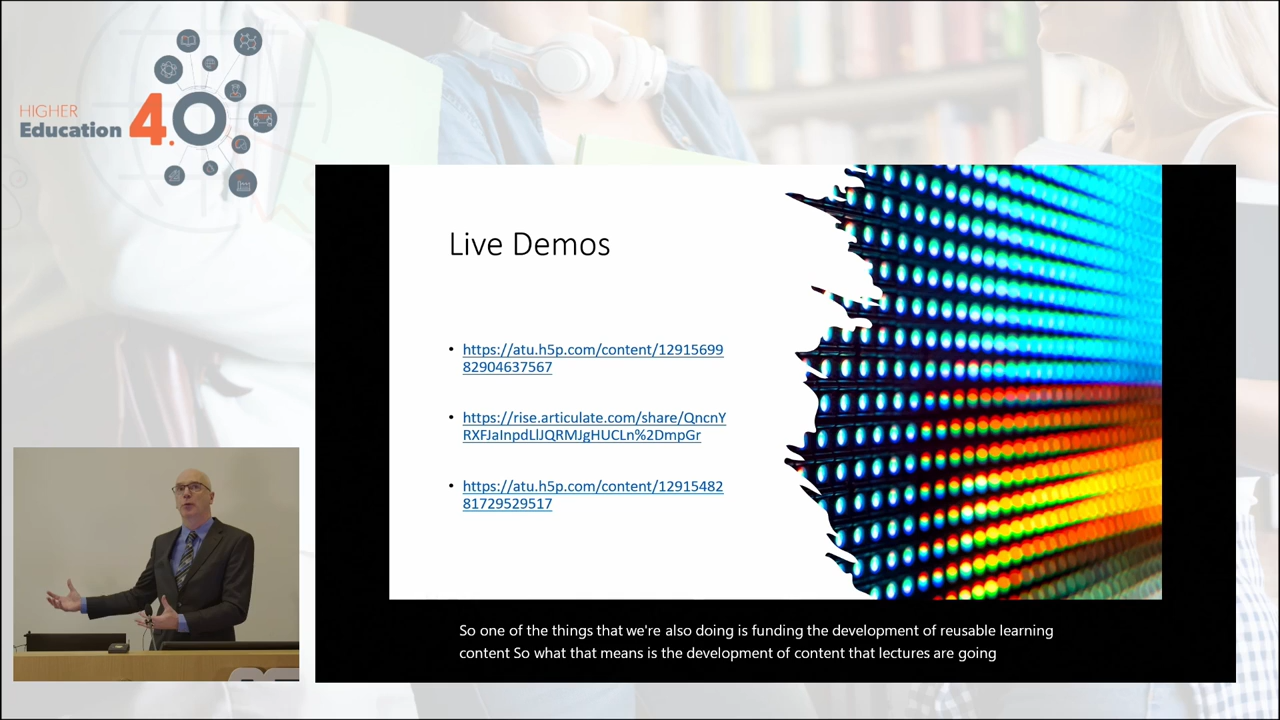 HIGHER
Education 4.0
Live Demos
• https://atu.h5p.com/content/12915699
82904637567
• https://rise.articulate.com/share/QncnY
RXFJaInpdLlJQRMJgHUCLn%2DmpGr
• https://atu.h5p.com/content/12915482
81729529517
So one of the things that we're also doing is funding the development of reusable learning
content So what that means is the development of content that lectures are going